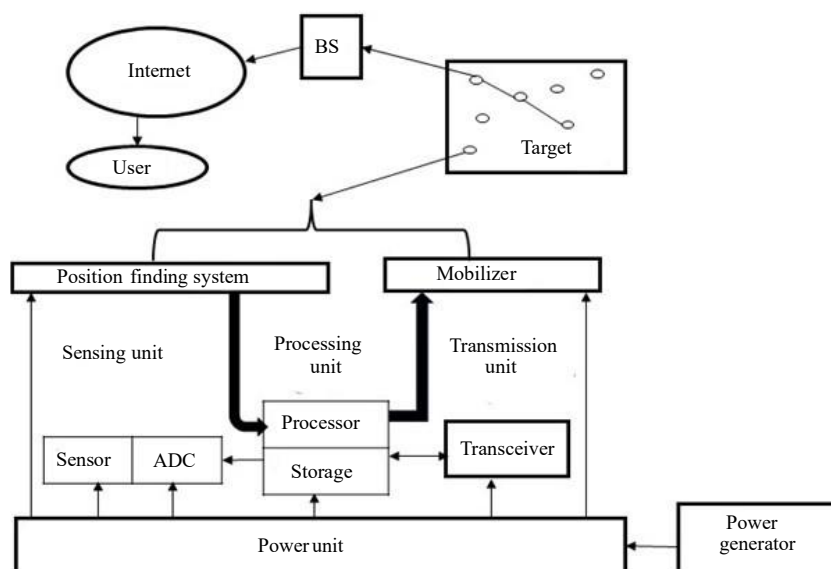 BS
Internet
User
Target
Position finding system
Mobilizer
Sensing unit
Processing
unit
Transmission
unit
Processor
Storage
Sensor
ADC
Transceiver
Power unit
Power
generator